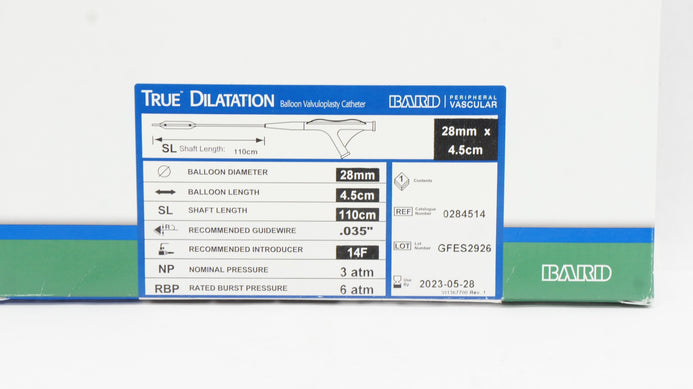 TRUE™ DILATATION Balloon Valvuloplasty Catheter BARD | PERIPHERAL VASCULAR
SL Shaft Length: 110cm
28mm x
4.5cm
BALLOON DIAMETER 28mm
BALLOON LENGTH 4.5cm
SL SHAFT LENGTH 110cm
RECOMMENDED GUIDEWIRE .035"
RECOMMENDED INTRODUCER 14F
NP NOMINAL PRESSURE 3 atm
RBP RATED BURST PRESSURE 6 atm
1 Contents
REF Catalogue Number 0284514
LOT Lot Number GFES2926
Use By 2023-05-28
Rev. 1
BARD